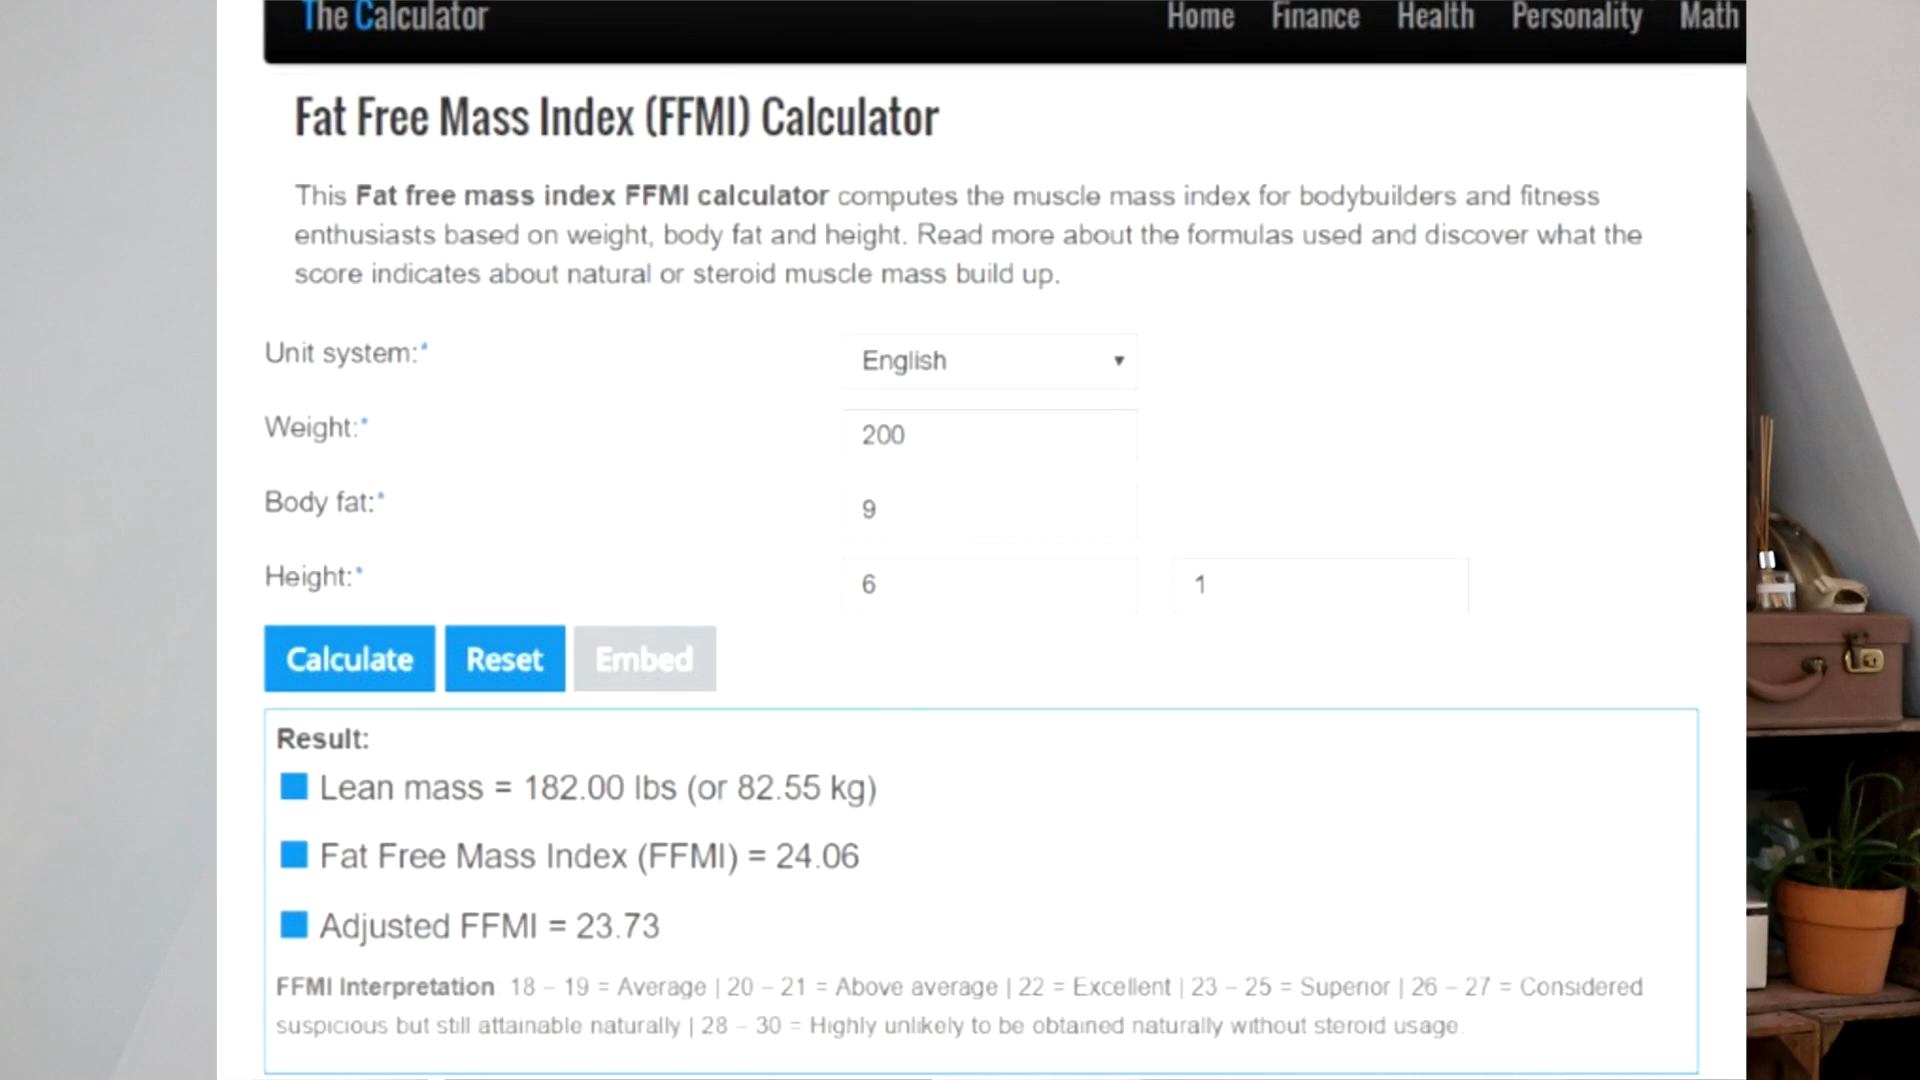 The Calculator Home Finance Health Personality Math
Fat Free Mass Index (FFMI) Calculator
This Fat free mass index FFMI calculator computes the muscle mass index for bodybuilders and fitness
enthusiasts based on weight, body fat and height. Read more about the formulas used and discover what the
score indicates about natural or steroid muscle mass build up.
Unit system:* English
Weight:* 200
Body fat:* 9
Height:* 6 1
Calculate Reset Embed
Result:
Lean mass = 182.00 lbs (or 82.55 kg)
Fat Free Mass Index (FFMI) = 24.06
Adjusted FFMI = 23.73
FFMI Interpretation 18 – 19 = Average | 20 – 21 = Above average | 22 = Excellent | 23 – 25 = Superior | 26 – 27 = Considered
suspicious but still attainable naturally | 28 – 30 = Highly unlikely to be obtained naturally without steroid usage.